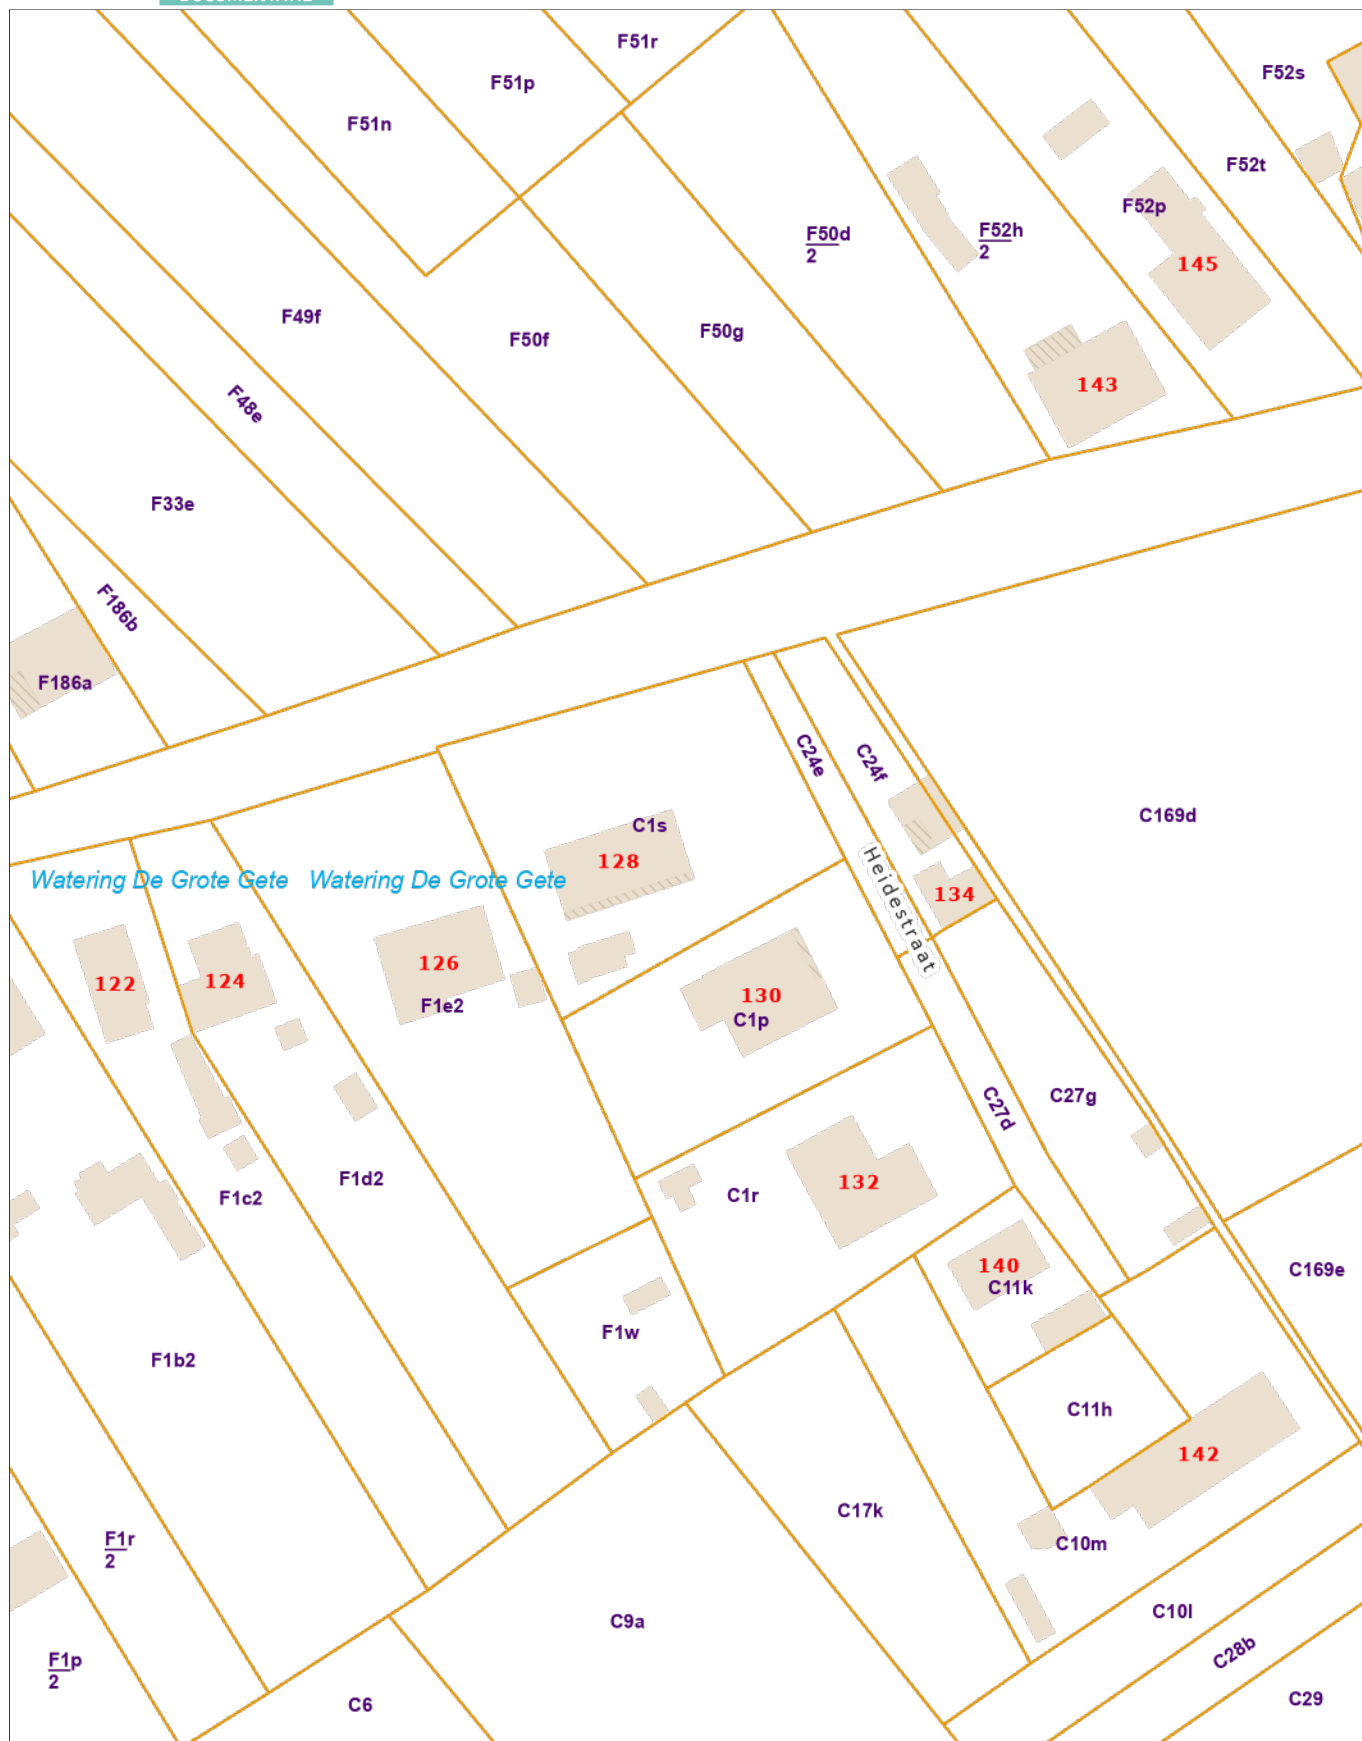 F51r
F51p
F52s
F51n
F52t
F52p
F52h
2
F50d
2
145
F49f
F50g
F50f
143
F48e
F33e
F186b
F186a
C24e
C24f
C169d
C1s
128
Watering De Grote Gete
Watering De Grote Gete
134
Heidestraat
126
122
124
130
F1e2
C1p
C27g
C27d
F1d2
132
C1r
F1c2
140
C169e
C11k
F1w
F1b2
C11h
142
C17k
F1r
2
C10m
C10l
C9a
C28b
F1p
2
C29
C6